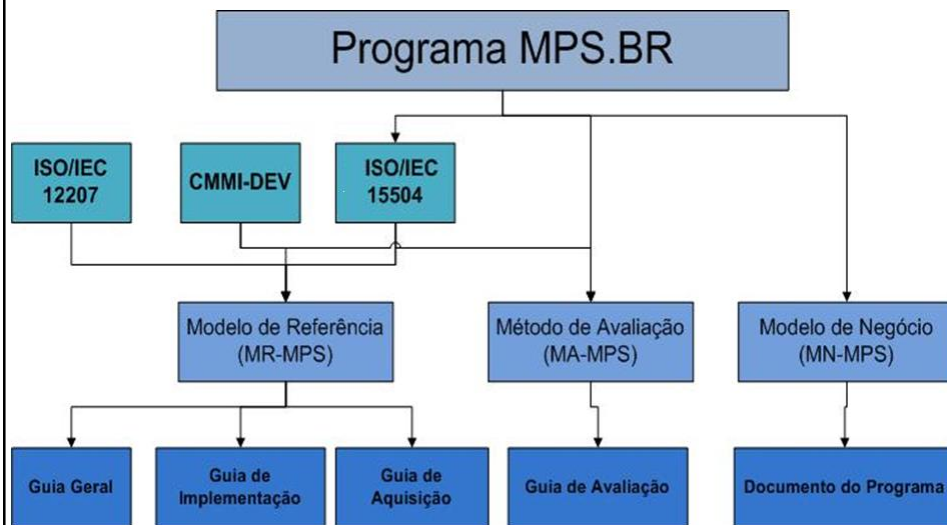 Programa MPS.BR
ISO/IEC
12207
CMMI-DEV
ISO/IEC
15504
Modelo de Referência
(MR-MPS)
Método de Avaliação
(MA-MPS)
Modelo de Negócio
(MN-MPS)
Guia Geral
Guia de
Implementação
Guia de
Aquisição
Guia de Avaliação
Documento do Programa